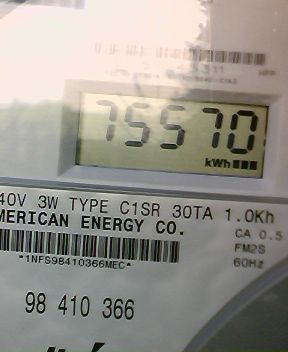 75570
kWh
40V 3W TYPE C1SR 30TA 1.0Kh
MERICAN ENERGY CO.
CA 0.5
FM2S
60Hz
*1NFS98410366MEC*
98 410 366